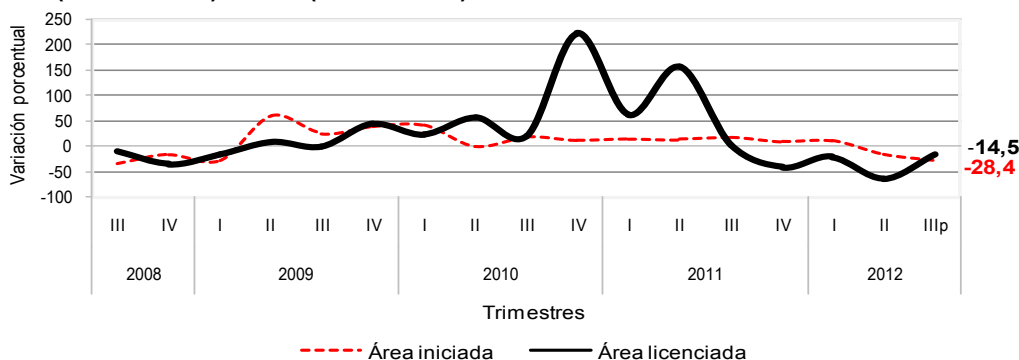 250
200
150
100
50
0
-50
-100
Variación porcentual
-14,5
-28,4
III IV I II III IV I II III IV I II III IV I II IIIp
2008 2009 2010 2011 2012
Trimestres
Área iniciada Área licenciada